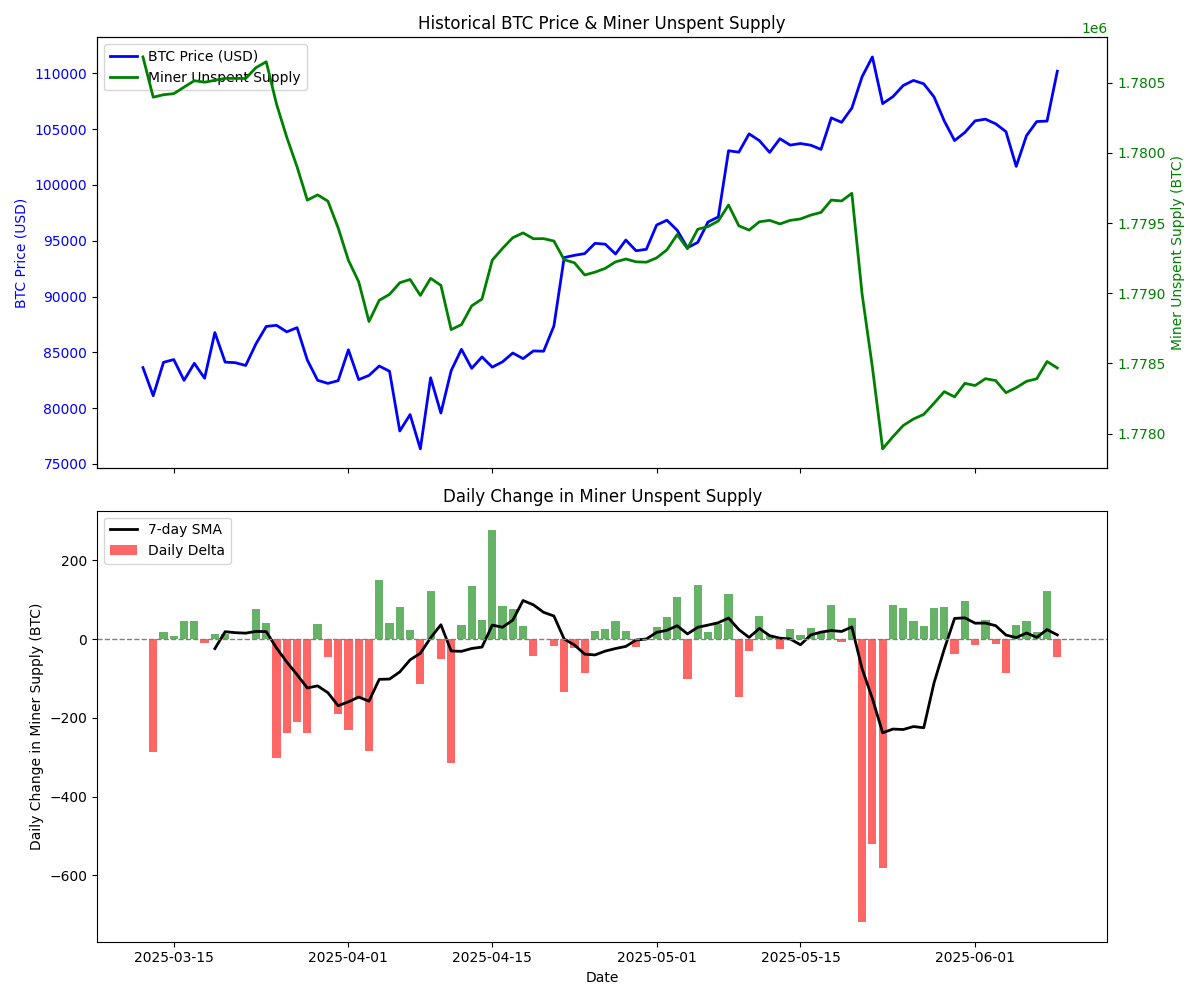 Historical BTC Price & Miner Unspent Supply
1e6
BTC Price (USD)
Miner Unspent Supply
110000
105000
100000
95000
90000
85000
80000
75000
BTC Price (USD)
1.7805
1.7800
1.7795
1.7790
1.7785
1.7780
Miner Unspent Supply (BTC)
Daily Change in Miner Unspent Supply
7-day SMA
Daily Delta
200
0
−200
−400
−600
Daily Change in Miner Supply (BTC)
2025-03-15 2025-04-01 2025-04-15 2025-05-01 2025-05-15 2025-06-01
Date